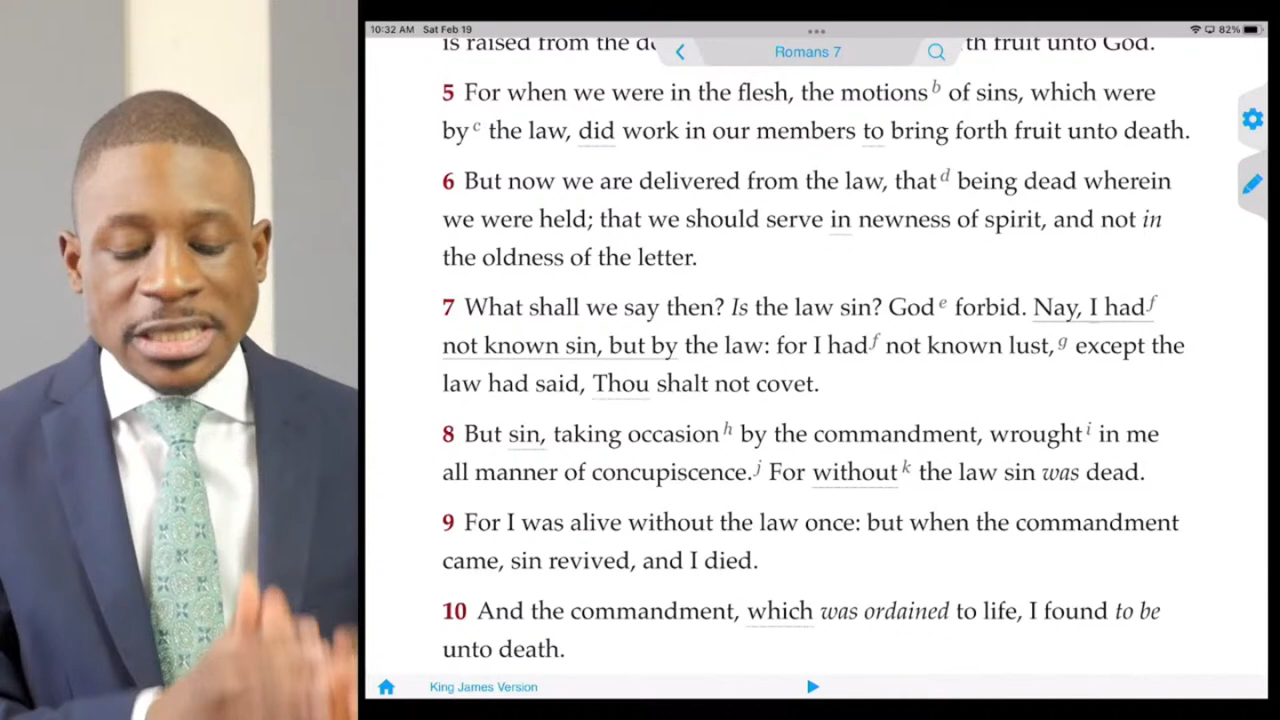 10:32 AM Sat Feb 19
82%
is raised from the de
th fruit unto God.
Romans 7
5 For when we were in the flesh, the motions b of sins, which were
by c the law, did work in our members to bring forth fruit unto death.
6 But now we are delivered from the law, that d being dead wherein
we were held; that we should serve in newness of spirit, and not in
the oldness of the letter.
7 What shall we say then? Is the law sin? God e forbid. Nay, I had f
not known sin, but by the law: for I had f not known lust, g except the
law had said, Thou shalt not covet.
8 But sin, taking occasion h by the commandment, wrought i in me
all manner of concupiscence. j For without k the law sin was dead.
9 For I was alive without the law once: but when the commandment
came, sin revived, and I died.
10 And the commandment, which was ordained to life, I found to be
unto death.
King James Version